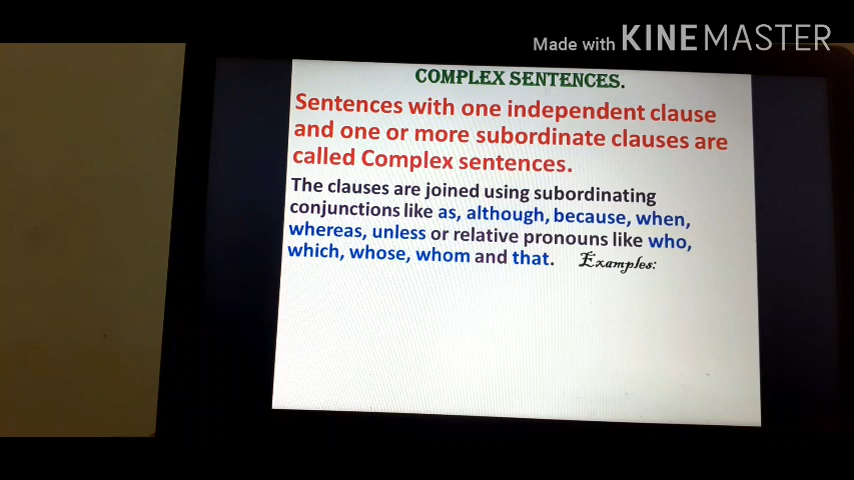 Made with KINEMASTER
COMPLEX SENTENCES.
Sentences with one independent clause
and one or more subordinate clauses are
called Complex sentences.
The clauses are joined using subordinating
conjunctions like as, although, because, when,
whereas, unless or relative pronouns like who,
which, whose, whom and that. Examples: